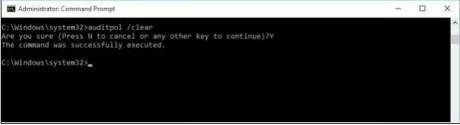 Administrator: Command Prompt
C:\Windows\system32>auditpol /clear
Are you sure (Press N to cancel or any other key to continue)?Y
The command was successfully executed.
C:\Windows\system32>